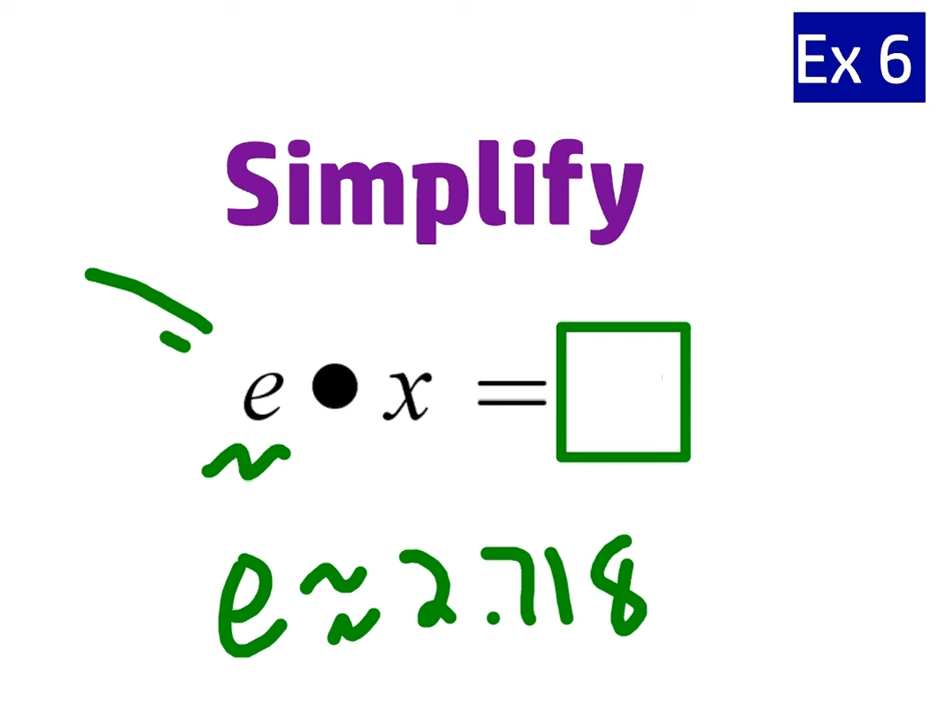 Ex 6
Simplify
e • x =
e ≈ 2.718